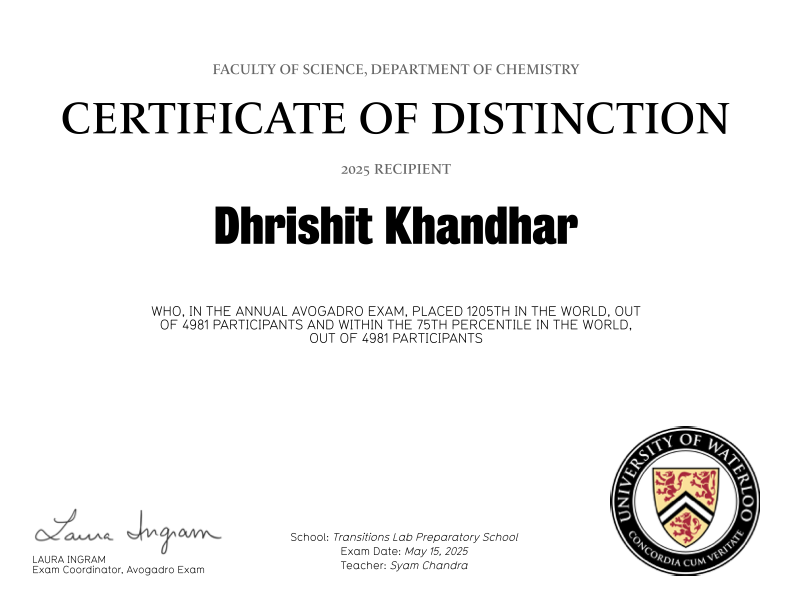 FACULTY OF SCIENCE, DEPARTMENT OF CHEMISTRY
CERTIFICATE OF DISTINCTION
2025 RECIPIENT
Dhrishit Khandhar
WHO, IN THE ANNUAL AVOGADRO EXAM, PLACED 1205TH IN THE WORLD, OUT
OF 4981 PARTICIPANTS AND WITHIN THE 75TH PERCENTILE IN THE WORLD,
OUT OF 4981 PARTICIPANTS
Laura Ingram
LAURA INGRAM
Exam Coordinator, Avogadro Exam
School: Transitions Lab Preparatory School
Exam Date: May 15, 2025
Teacher: Syam Chandra
UNIVERSITY OF WATERLOO
CONCORDIA CUM VERITATE